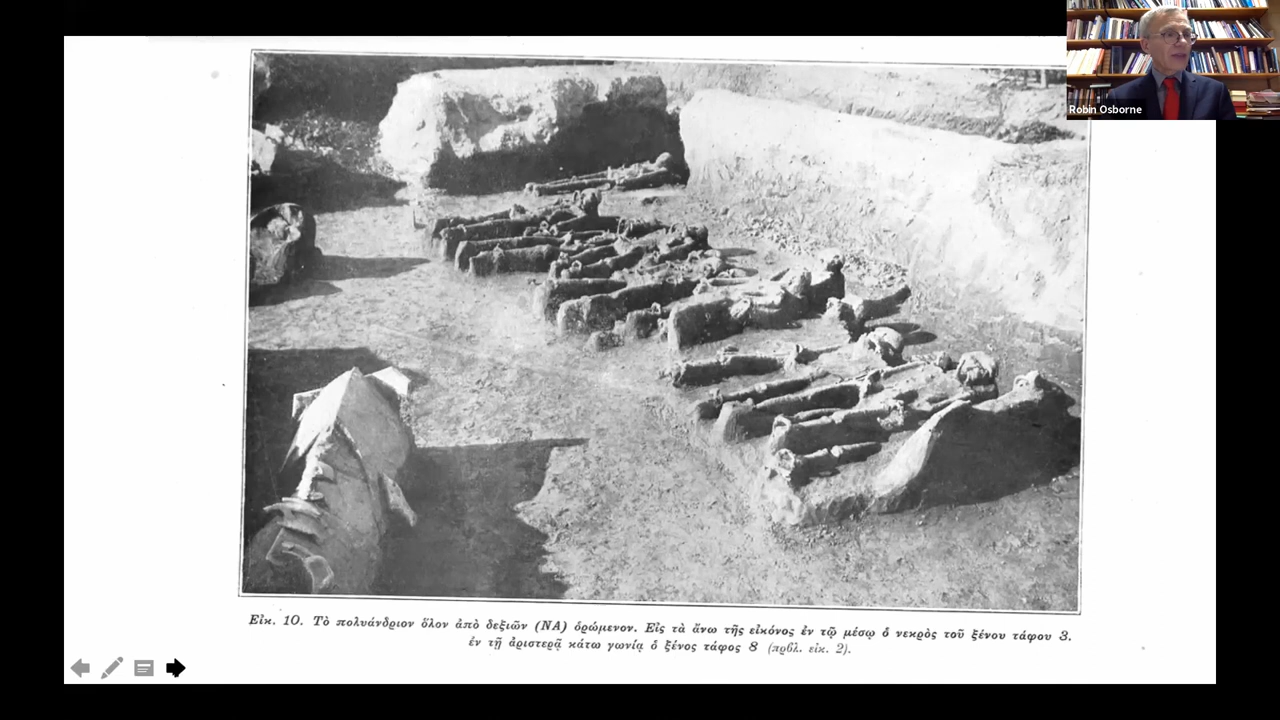 Robin Osborne
Εἰκ. 10. Τὸ πολυάνδριον ὅλον ἀπὸ δεξιῶν (ΝΑ) ὁρώμενον. Εἰς τὰ ἄνω τῆς εἰκόνος ἐν τῷ μέσῳ ὁ νεκρὸς τοῦ ξένου τάφου 3.
ἐν τῇ ἀριστερᾷ κάτω γωνίᾳ ὁ ξένος τάφος 8 (πρβλ. εἰκ. 2).